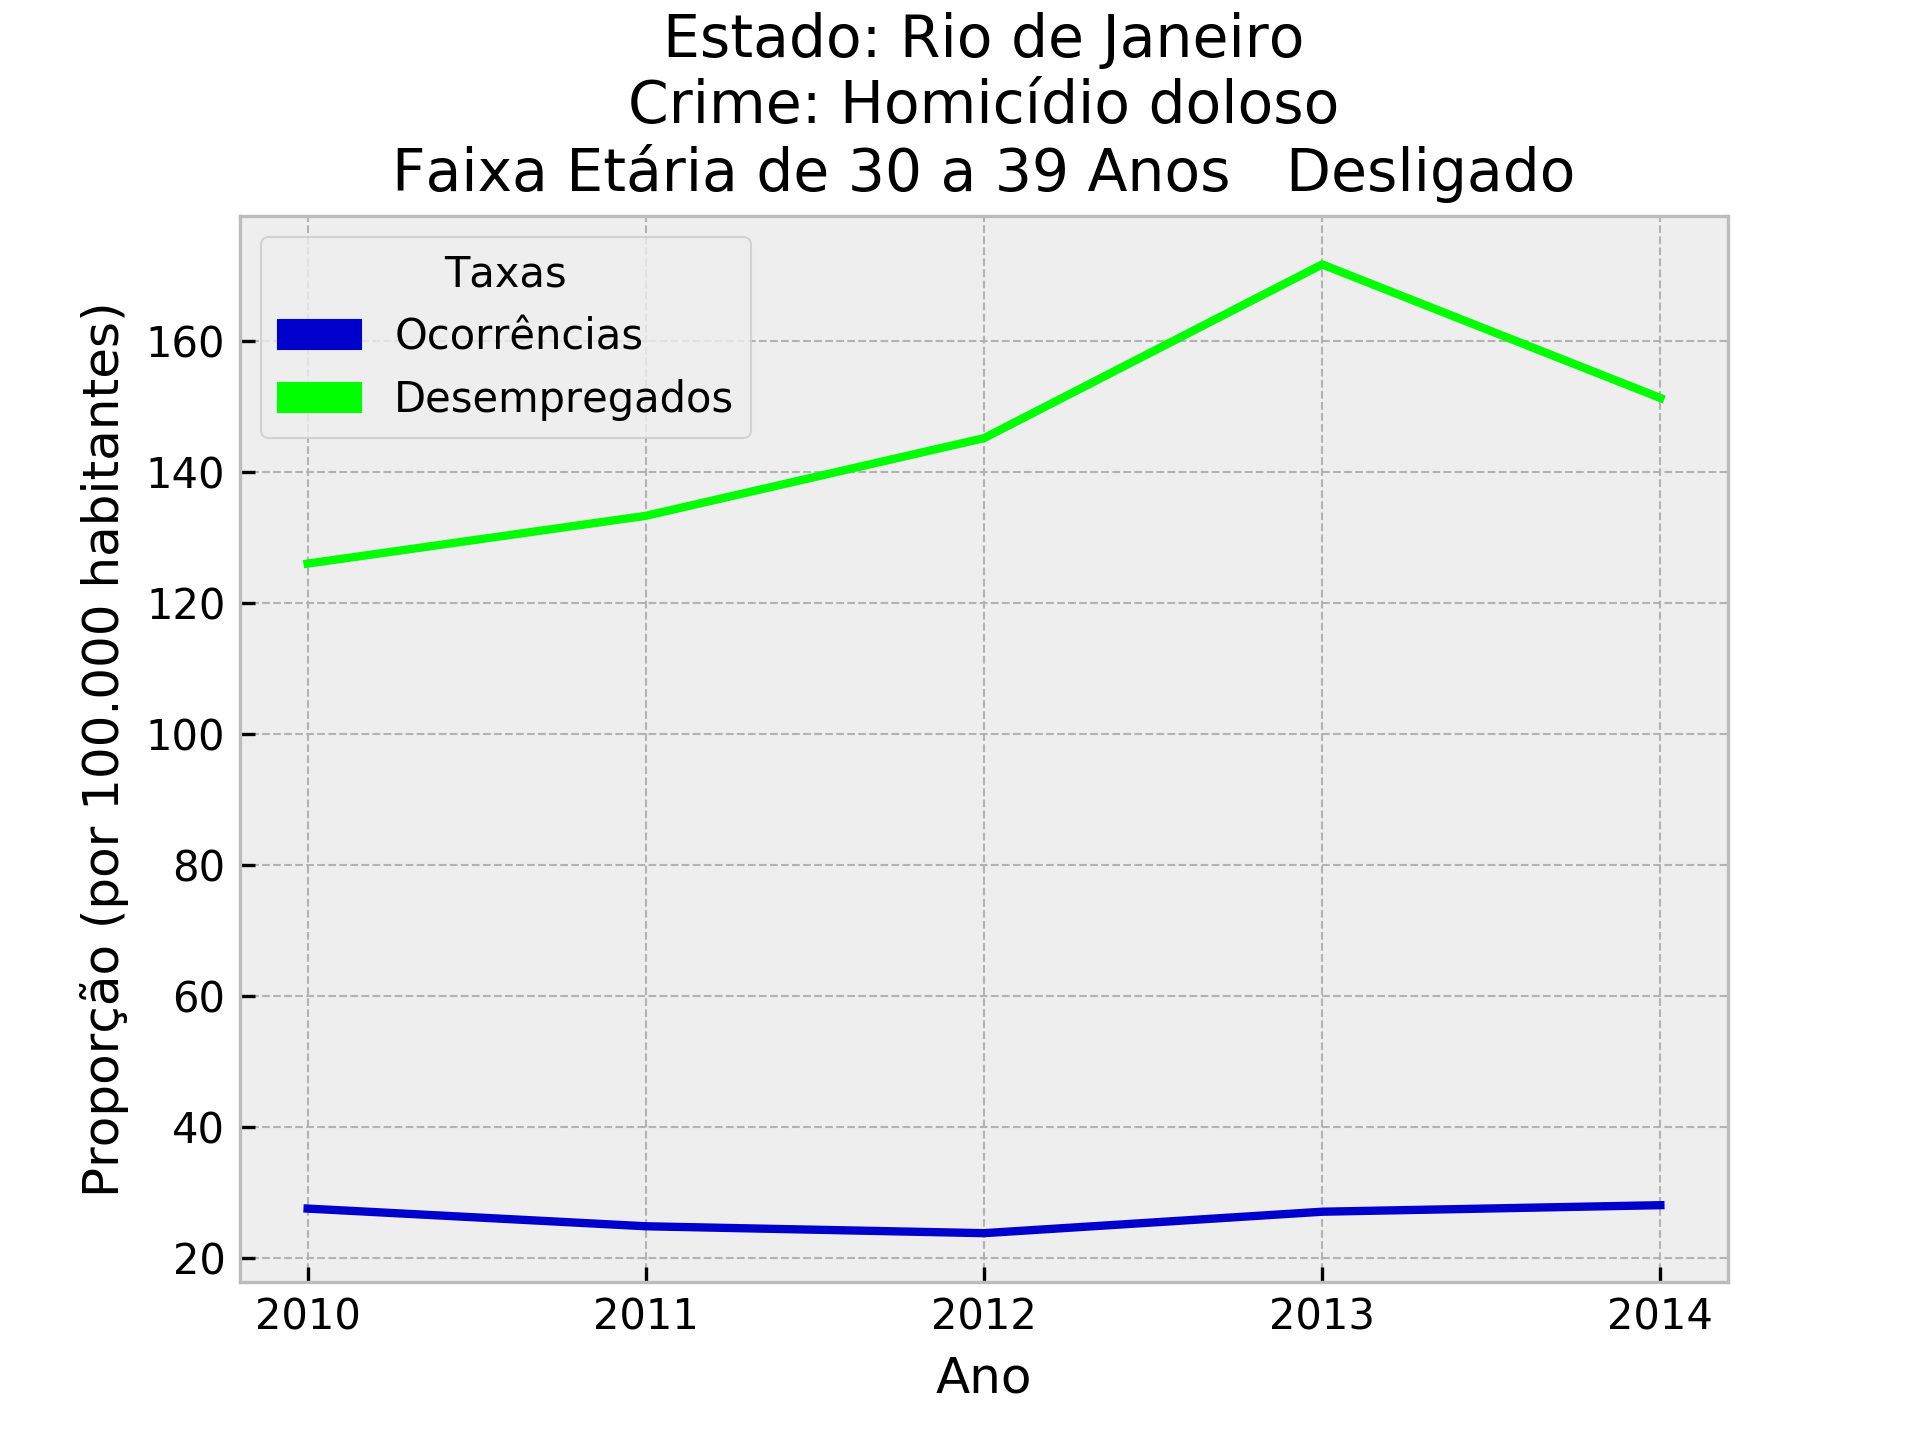 Estado: Rio de Janeiro
Crime: Homicídio doloso
Faixa Etária de 30 a 39 Anos   Desligado
Taxas
Ocorrências
Desempregados
Proporção (por 100.000 habitantes)
160
140
120
100
80
60
40
20
2010 2011 2012 2013 2014
Ano